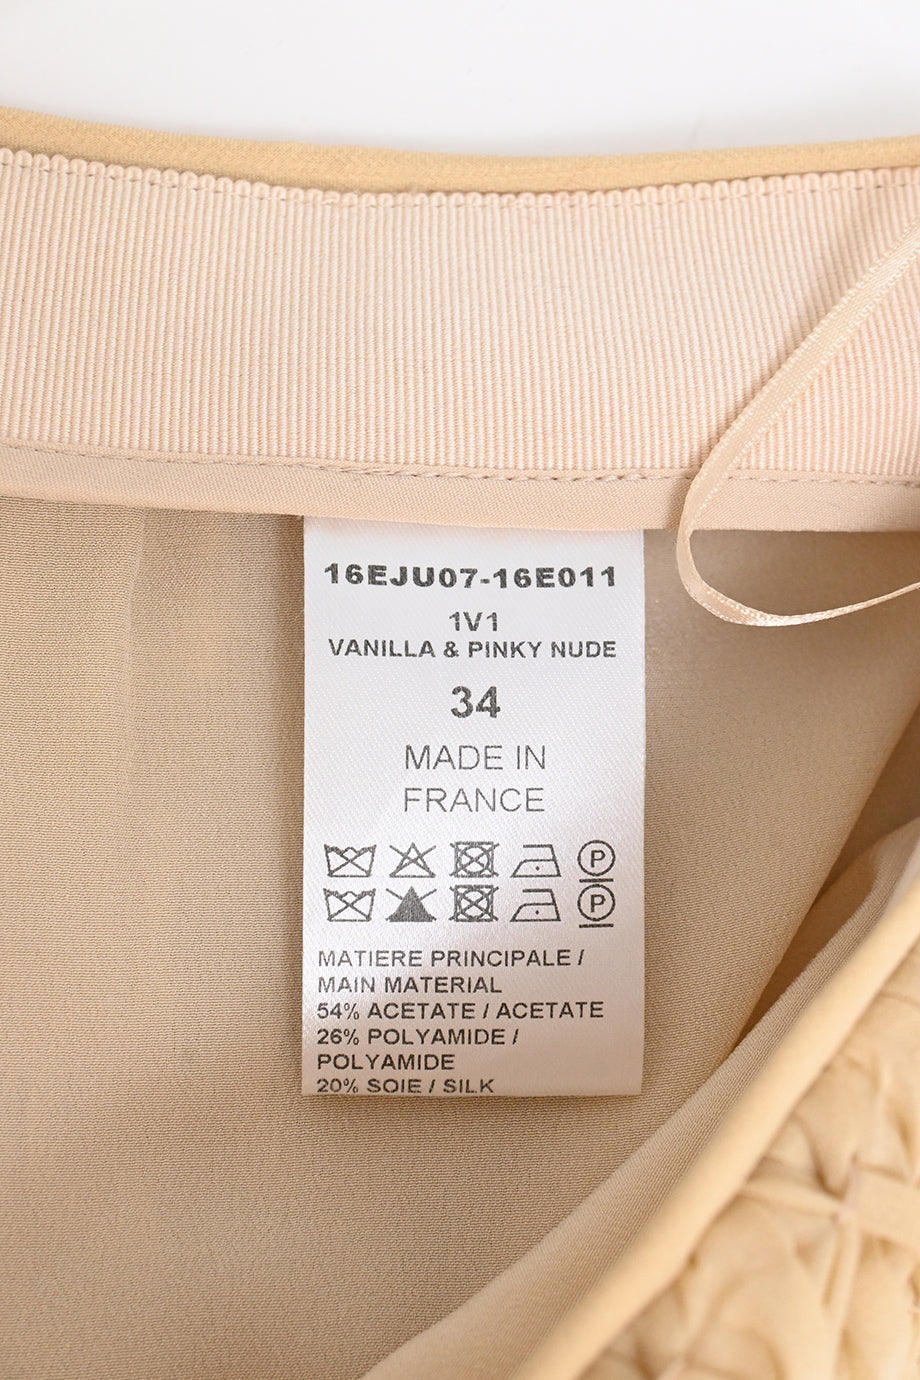 16EJU07-16E011
1V1
VANILLA & PINKY NUDE
34
MADE IN
FRANCE
P
P
MATIERE PRINCIPALE /
MAIN MATERIAL
54% ACETATE / ACETATE
26% POLYAMIDE /
POLYAMIDE
20% SOIE / SILK